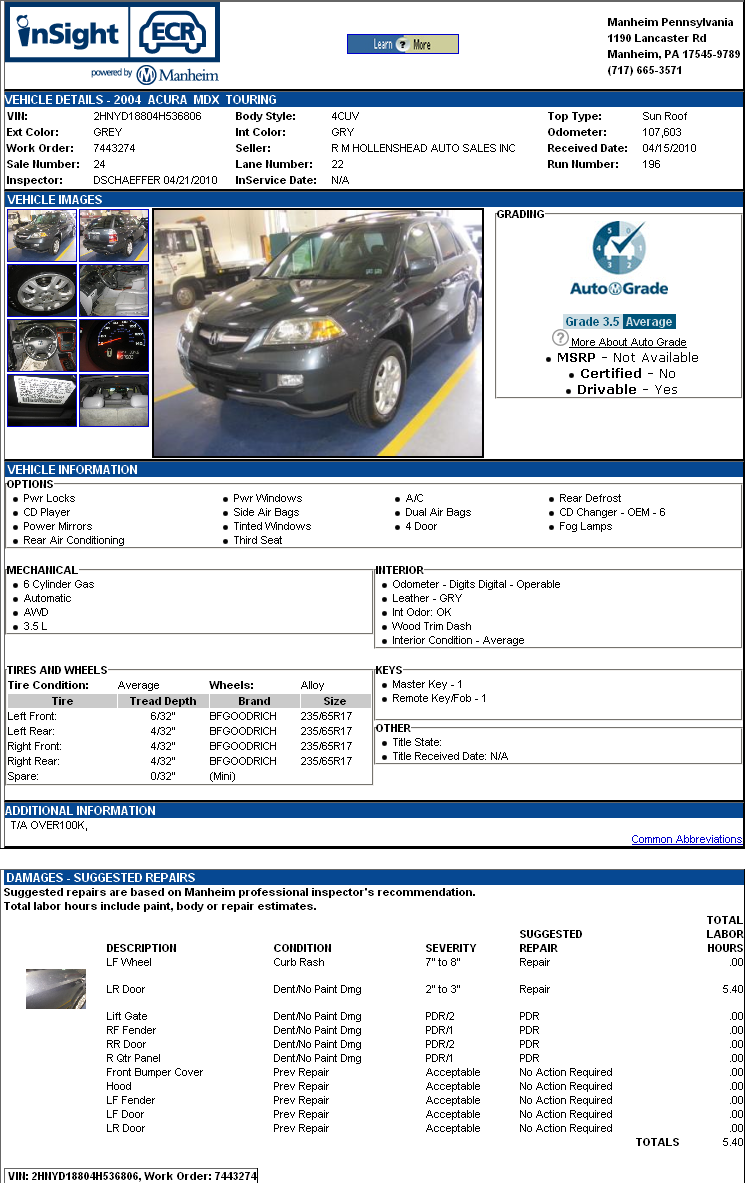 inSight ECR
powered by Manheim
Learn ? More
Manheim Pennsylvania
1190 Lancaster Rd
Manheim, PA 17545-9789
(717) 665-3571
VEHICLE DETAILS - 2004 ACURA MDX TOURING
VIN: 2HNYD18804H536806 Body Style: 4CUV Top Type: Sun Roof
Ext Color: GREY Int Color: GRY Odometer: 107,603
Work Order: 7443274 Seller: R M HOLLENSHEAD AUTO SALES INC Received Date: 04/15/2010
Sale Number: 24 Lane Number: 22 Run Number: 196
Inspector: DSCHAEFFER 04/21/2010 InService Date: N/A
VEHICLE IMAGES
GRADING
5 0 4 1 3 2
AutoGrade
Grade 3.5 Average
? More About Auto Grade
• MSRP - Not Available
• Certified - No
• Drivable - Yes
VEHICLE INFORMATION
OPTIONS
• Pwr Locks • Pwr Windows • A/C • Rear Defrost
• CD Player • Side Air Bags • Dual Air Bags • CD Changer - OEM - 6
• Power Mirrors • Tinted Windows • 4 Door • Fog Lamps
• Rear Air Conditioning • Third Seat
MECHANICAL
• 6 Cylinder Gas
• Automatic
• AWD
• 3.5 L
INTERIOR
• Odometer - Digits Digital - Operable
• Leather - GRY
• Int Odor: OK
• Wood Trim Dash
• Interior Condition - Average
TIRES AND WHEELS
Tire Condition: Average Wheels: Alloy
Tire Tread Depth Brand Size
Left Front: 6/32" BFGOODRICH 235/65R17
Left Rear: 4/32" BFGOODRICH 235/65R17
Right Front: 4/32" BFGOODRICH 235/65R17
Right Rear: 4/32" BFGOODRICH 235/65R17
Spare: 0/32" (Mini)
KEYS
• Master Key - 1
• Remote Key/Fob - 1
OTHER
• Title State:
• Title Received Date: N/A
ADDITIONAL INFORMATION
T/A OVER100K,
Common Abbreviations
DAMAGES - SUGGESTED REPAIRS
Suggested repairs are based on Manheim professional inspector's recommendation.
Total labor hours include paint, body or repair estimates.
DESCRIPTION CONDITION SEVERITY SUGGESTED REPAIR TOTAL LABOR HOURS
LF Wheel Curb Rash 7" to 8" Repair .00
LR Door Dent/No Paint Dmg 2" to 3" Repair 5.40
Lift Gate Dent/No Paint Dmg PDR/2 PDR .00
RF Fender Dent/No Paint Dmg PDR/1 PDR .00
RR Door Dent/No Paint Dmg PDR/2 PDR .00
R Qtr Panel Dent/No Paint Dmg PDR/1 PDR .00
Front Bumper Cover Prev Repair Acceptable No Action Required .00
Hood Prev Repair Acceptable No Action Required .00
LF Fender Prev Repair Acceptable No Action Required .00
LF Door Prev Repair Acceptable No Action Required .00
LR Door Prev Repair Acceptable No Action Required .00
TOTALS 5.40
VIN: 2HNYD18804H536806, Work Order: 7443274